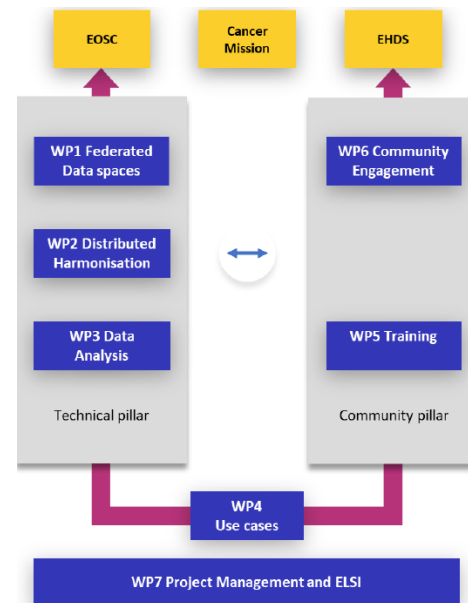 EOSC
Cancer
Mission
EHDS
WP1 Federated
Data spaces
WP6 Community
Engagement
WP2 Distributed
Harmonisation
WP3 Data
Analysis
WP5 Training
Technical pillar
Community pillar
WP4
Use cases
WP7 Project Management and ELSI